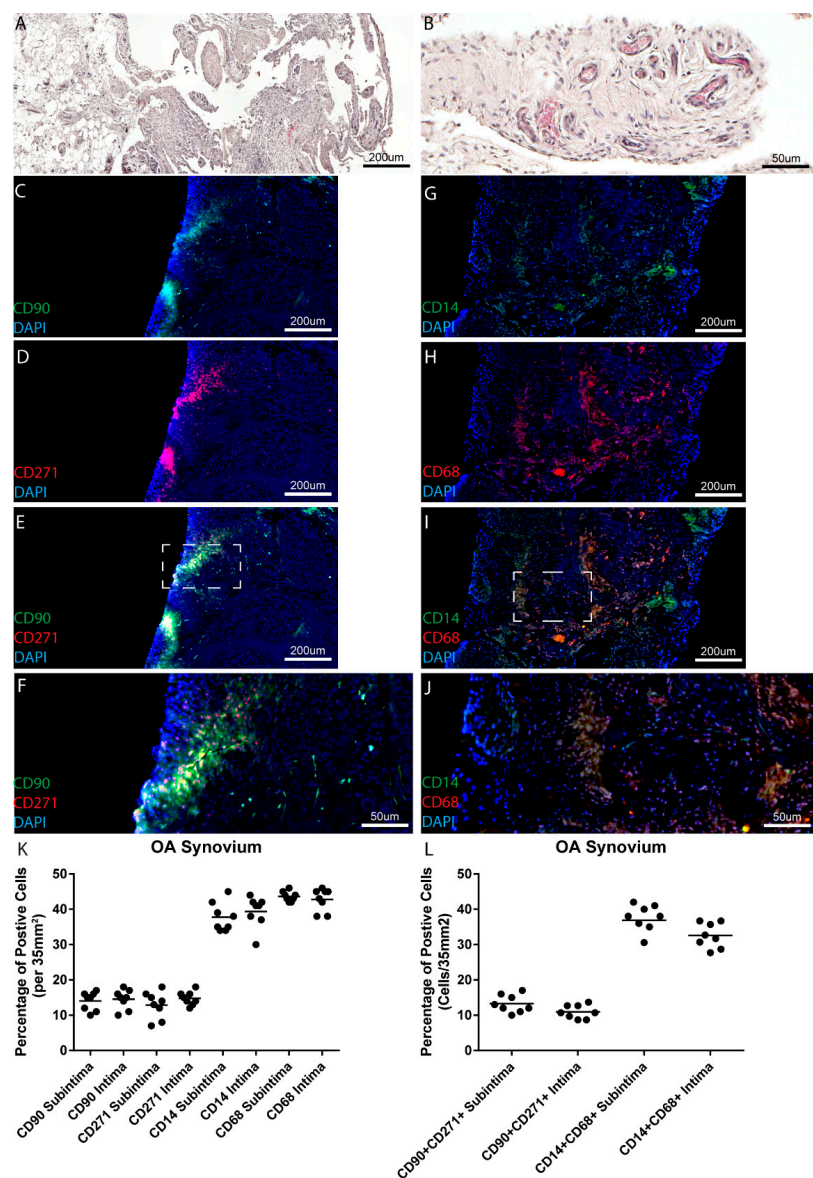 A
200um
B
50um
C
CD90
DAPI
200um
D
CD271
DAPI
200um
E
CD90
CD271
DAPI
200um
F
CD90
CD271
DAPI
50um
G
CD14
DAPI
200um
H
CD68
DAPI
200um
I
CD14
CD68
DAPI
200um
J
CD14
CD68
DAPI
50um
K
OA Synovium
Percentage of Postive Cells
(per 35mm²)
50
40
30
20
10
0
CD90 Subintima
CD90 Intima
CD271 Subintima
CD271 Intima
CD14 Subintima
CD14 Intima
CD68 Subintima
CD68 Intima
L
OA Synovium
Percentage of Postive Cells
(Cells/35mm2)
50
40
30
20
10
0
CD90+CD271+ Subintima
CD90+CD271+ Intima
CD14+CD68+ Subintima
CD14+CD68+ Intima